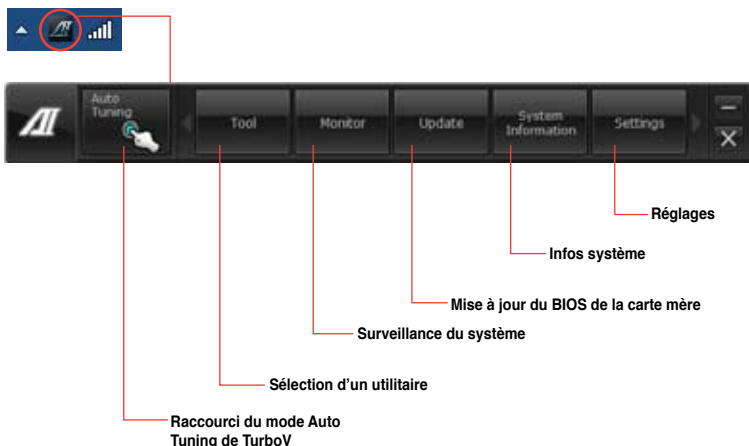 Auto
Tuning
Tool
Monitor
Update
System
Information
Settings
Réglages
Infos système
Mise à jour du BIOS de la carte mère
Surveillance du système
Sélection d’un utilitaire
Raccourci du mode Auto
Tuning de TurboV